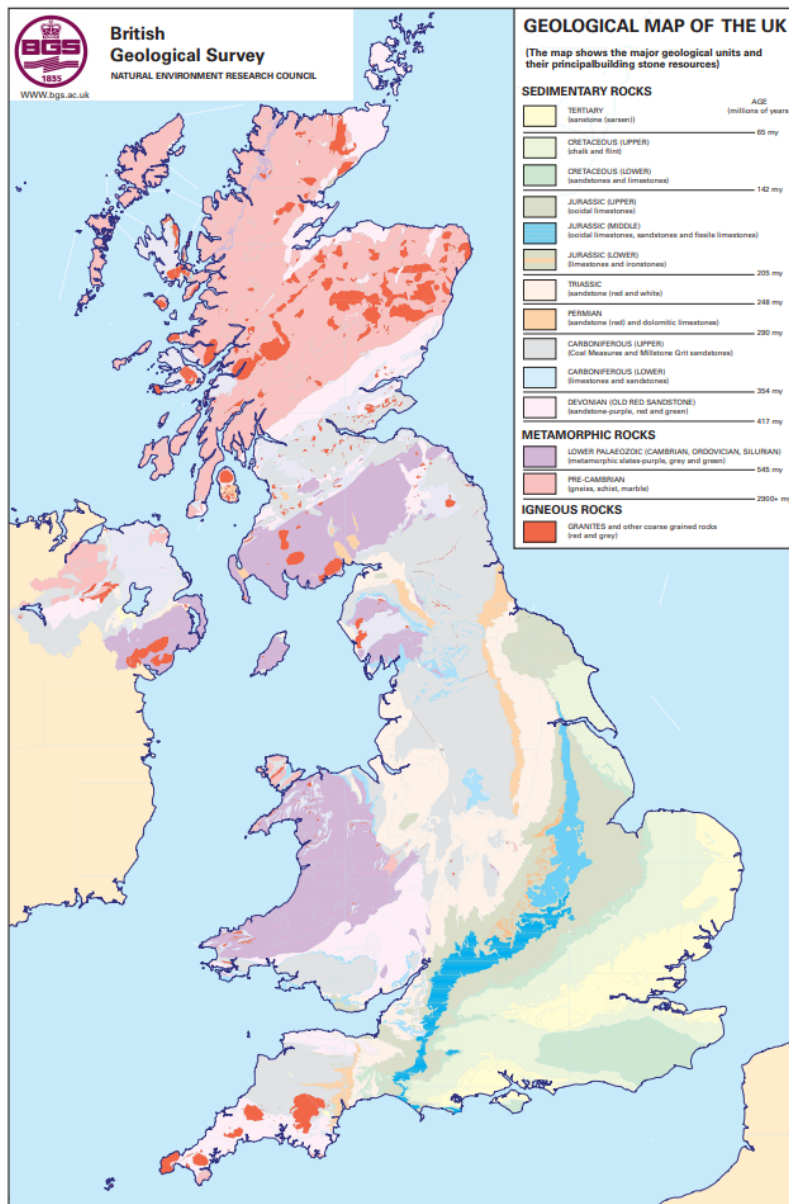 BGS
1835
WWW.bgs.ac.uk
British
Geological Survey
NATURAL ENVIRONMENT RESEARCH COUNCIL
GEOLOGICAL MAP OF THE UK
(The map shows the major geological units and
their principalbuilding stone resources)
SEDIMENTARY ROCKS
AGE
(millions of years
TERTIARY
(sanstone (sarsen))
65 my
CRETACEOUS (UPPER)
(chalk and flint)
CRETACEOUS (LOWER)
(sandstones and limestones)
142 my
JURASSIC (UPPER)
(ooidal limestones)
JURASSIC (MIDDLE)
(ooidal limestones, sandstones and fissile limestones)
JURASSIC (LOWER)
(limestones and ironstones)
205 my
TRIASSIC
(sandstone (red and white)
248 my
PERMIAN
(sandstone (red) and dolomitic limestones)
290 my
CARBONIFEROUS (UPPER)
(Coal Measures and Millstone Grit sandstones)
CARBONIFEROUS (LOWER)
(limestones and sandstones)
354 my
DEVONIAN (OLD RED SANDSTONE)
(sandstone-purple, red and green)
417 my
METAMORPHIC ROCKS
LOWER PALAEOZOIC (CAMBRIAN, ORDOVICIAN, SILURIAN)
(metamorphic slates-purple, grey and green)
545 my
PRE-CAMBRIAN
(gneiss, schist, marble)
2900+ my
IGNEOUS ROCKS
GRANITES and other coarse grained rocks
(red and grey)